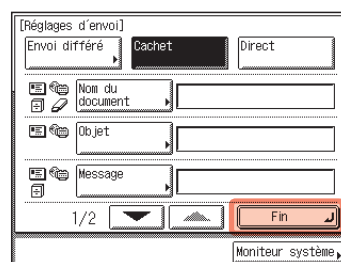 [Réglages d'envoi]
Envoi différé
Cachet
Direct
Nom du
document
Objet
Message
1/2
Fin
Moniteur système